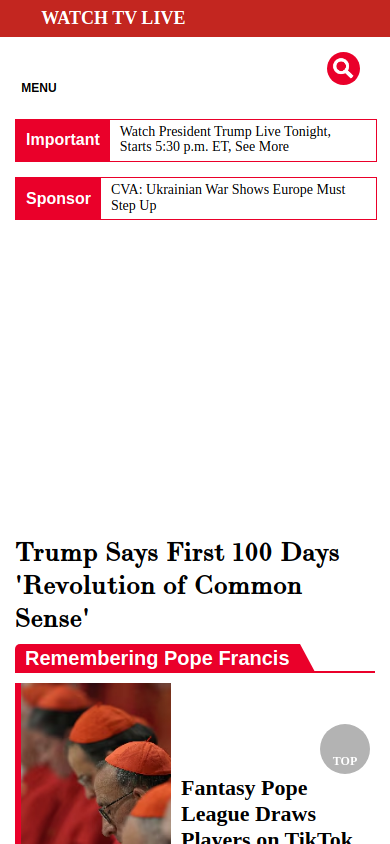 WATCH TV LIVE
MENU
Important
Watch President Trump Live Tonight,
Starts 5:30 p.m. ET, See More
Sponsor
CVA: Ukrainian War Shows Europe Must
Step Up
Trump Says First 100 Days
'Revolution of Common
Sense'
Remembering Pope Francis
TOP
Fantasy Pope
League Draws
Players on TikTok